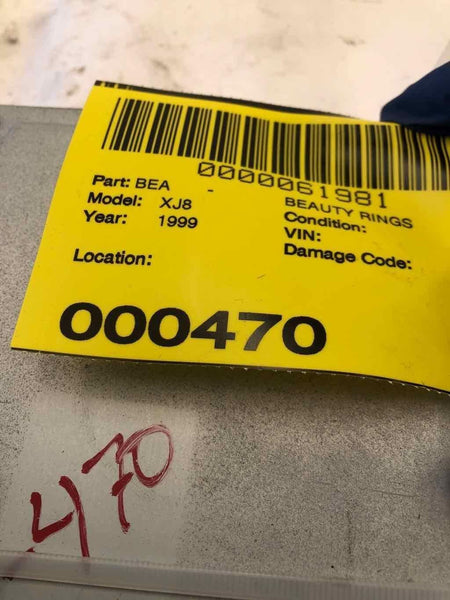 0000061981
Part: BEA - BEAUTY RINGS
Model: XJ8 Condition:
Year: 1999 VIN:
Location: Damage Code:
000470
470